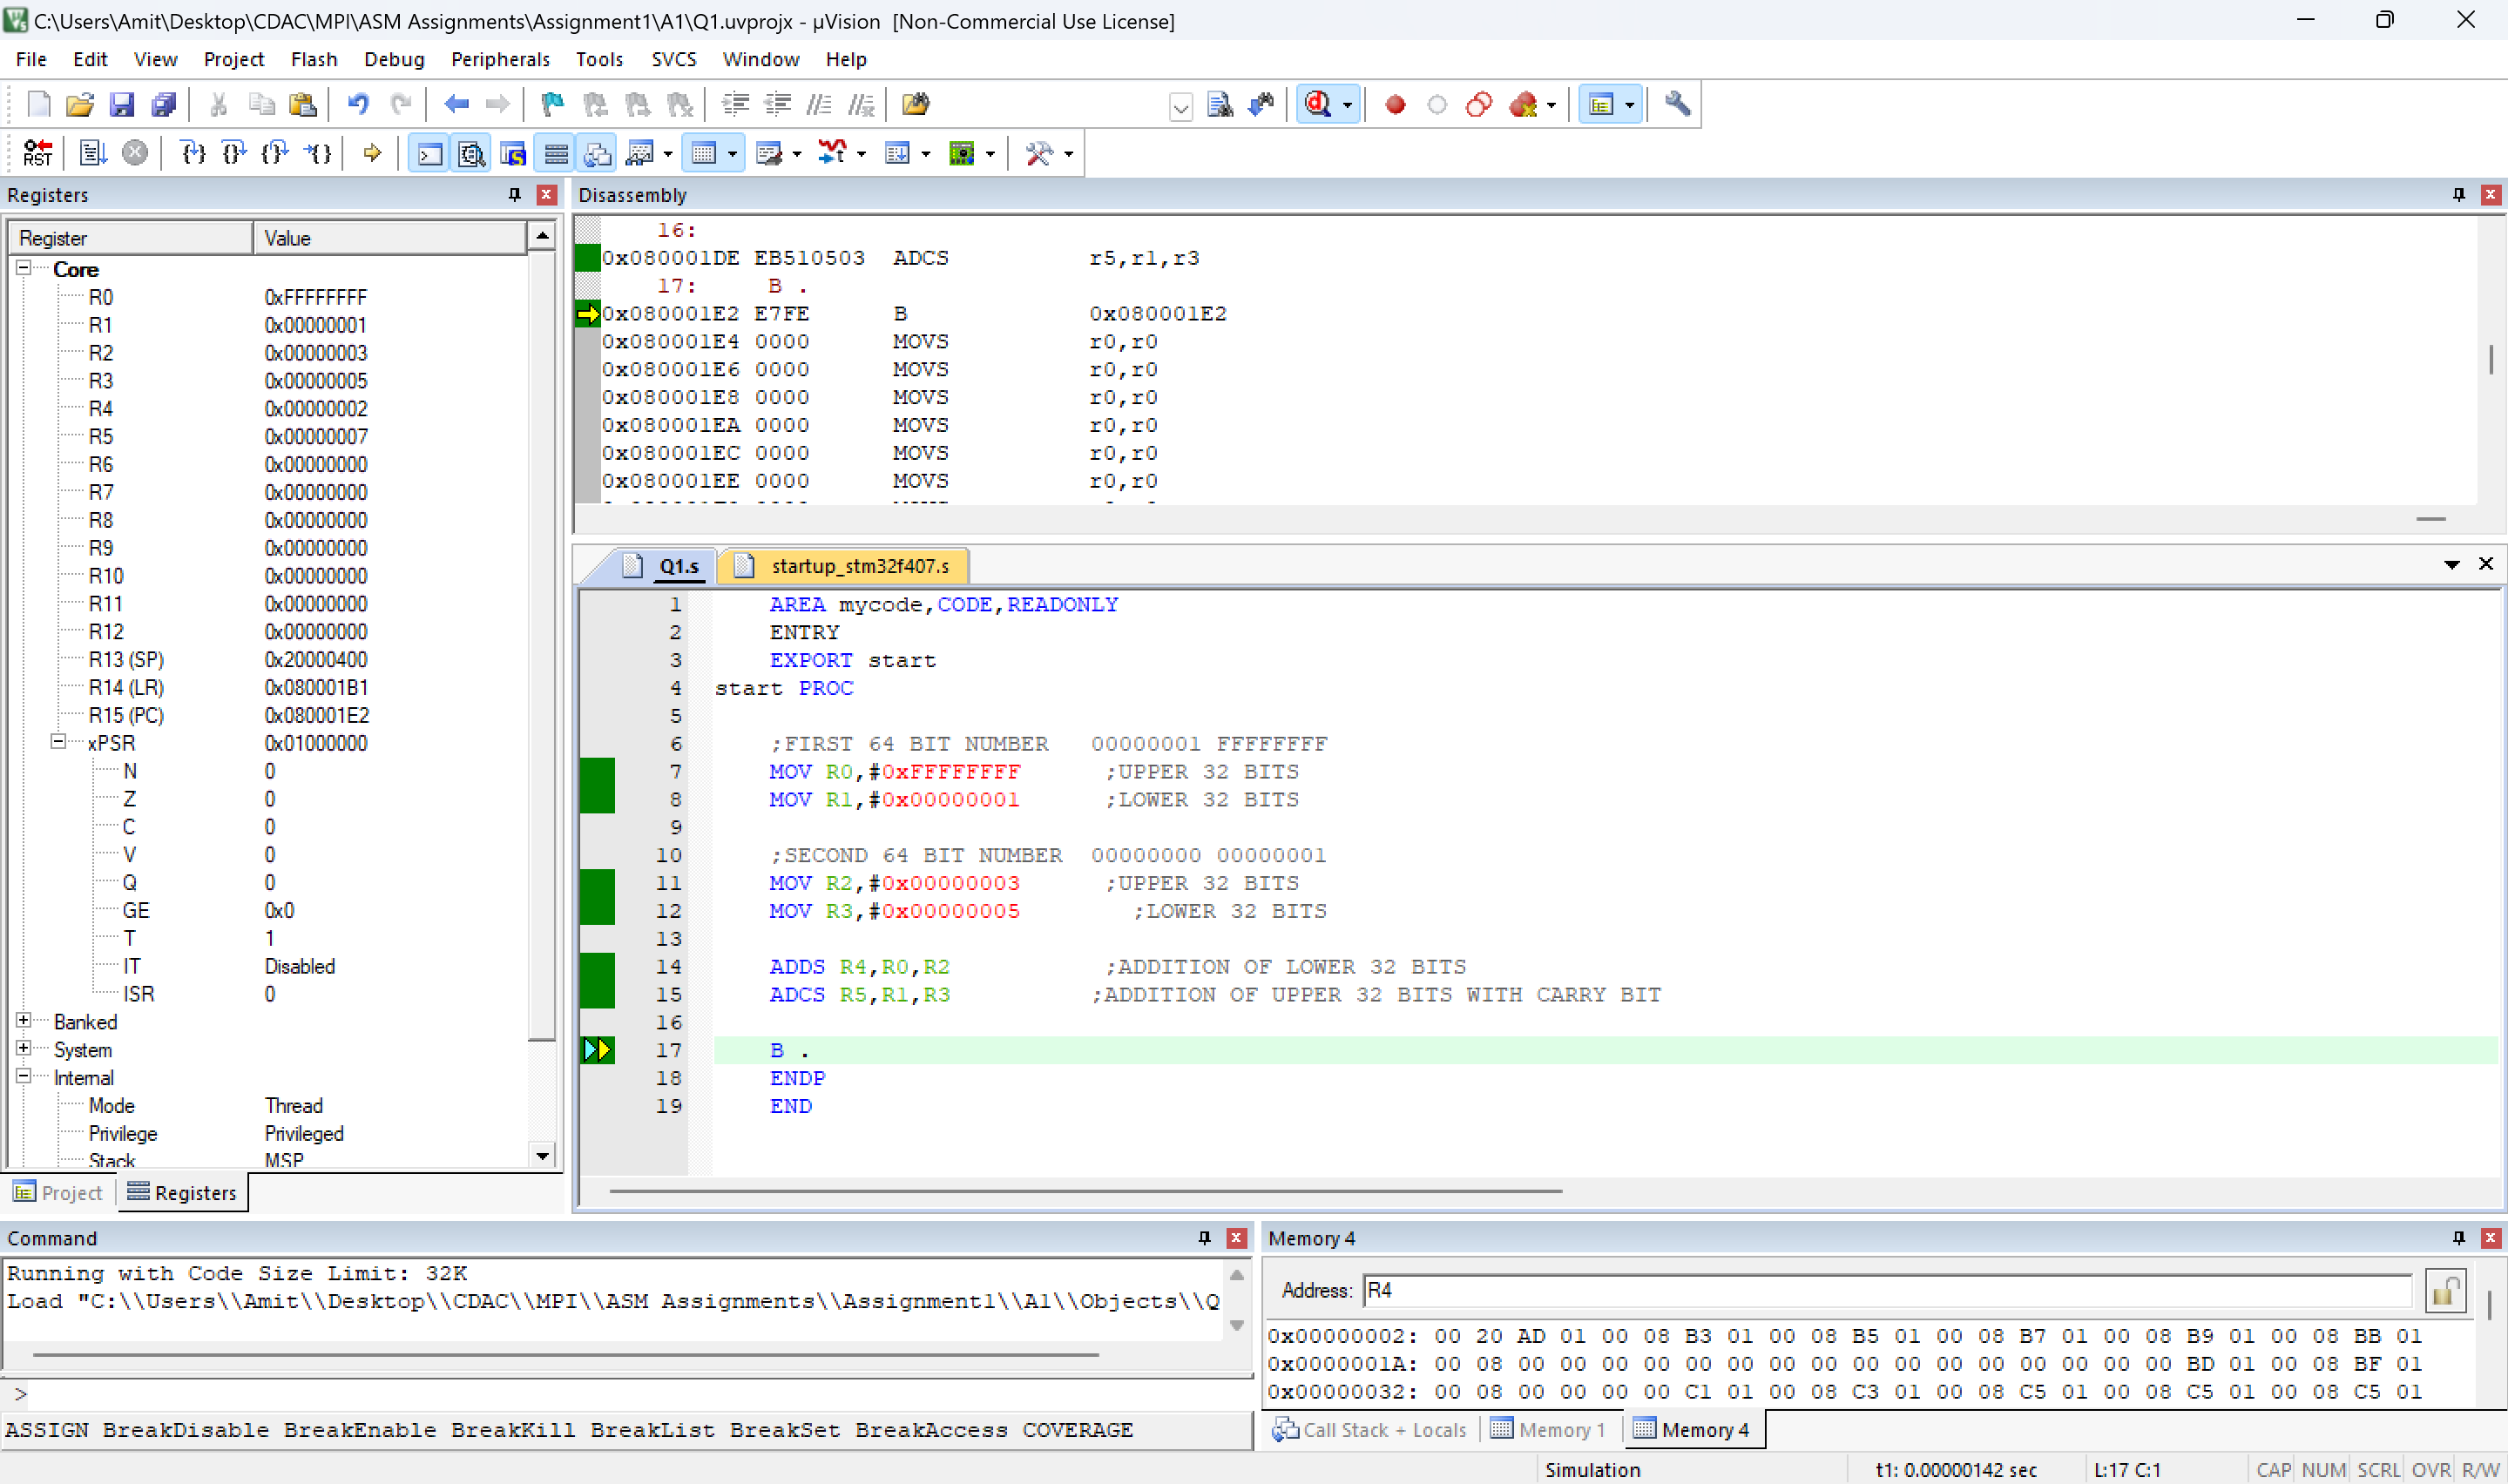 C:\Users\Amit\Desktop\CDAC\MPI\ASM Assignments\Assignment1\A1\Q1.uvprojx - µVision  [Non-Commercial Use License]
File Edit View Project Flash Debug Peripherals Tools SVCS Window Help
RST
Registers
Register Value
Core
R0 0xFFFFFFFF
R1 0x00000001
R2 0x00000003
R3 0x00000005
R4 0x00000002
R5 0x00000007
R6 0x00000000
R7 0x00000000
R8 0x00000000
R9 0x00000000
R10 0x00000000
R11 0x00000000
R12 0x00000000
R13 (SP) 0x20000400
R14 (LR) 0x080001B1
R15 (PC) 0x080001E2
xPSR 0x01000000
N 0
Z 0
C 0
V 0
Q 0
GE 0x0
T 1
IT Disabled
ISR 0
Banked
System
Internal
Mode Thread
Privilege Privileged
Stack MSP
Project Registers
Disassembly
16:
0x080001DE EB510503 ADCS r5,r1,r3
17: B .
0x080001E2 E7FE B 0x080001E2
0x080001E4 0000 MOVS r0,r0
0x080001E6 0000 MOVS r0,r0
0x080001E8 0000 MOVS r0,r0
0x080001EA 0000 MOVS r0,r0
0x080001EC 0000 MOVS r0,r0
0x080001EE 0000 MOVS r0,r0
Q1.s startup_stm32f407.s
1 AREA mycode,CODE,READONLY
2 ENTRY
3 EXPORT start
4 start PROC
5
6 ;FIRST 64 BIT NUMBER 00000001 FFFFFFFF
7 MOV R0,#0xFFFFFFFF ;UPPER 32 BITS
8 MOV R1,#0x00000001 ;LOWER 32 BITS
9
10 ;SECOND 64 BIT NUMBER 00000000 00000001
11 MOV R2,#0x00000003 ;UPPER 32 BITS
12 MOV R3,#0x00000005 ;LOWER 32 BITS
13
14 ADDS R4,R0,R2 ;ADDITION OF LOWER 32 BITS
15 ADCS R5,R1,R3 ;ADDITION OF UPPER 32 BITS WITH CARRY BIT
16
17 B .
18 ENDP
19 END
Command
Running with Code Size Limit: 32K
Load "C:\\Users\\Amit\\Desktop\\CDAC\\MPI\\ASM Assignments\\Assignment1\\A1\\Objects\\Q
>
ASSIGN BreakDisable BreakEnable BreakKill BreakList BreakSet BreakAccess COVERAGE
Memory 4
Address: R4
0x00000002: 00 20 AD 01 00 08 B3 01 00 08 B5 01 00 08 B7 01 00 08 B9 01 00 08 BB 01
0x0000001A: 00 08 00 00 00 00 00 00 00 00 00 00 00 00 00 00 00 00 BD 01 00 08 BF 01
0x00000032: 00 08 00 00 00 00 C1 01 00 08 C3 01 00 08 C5 01 00 08 C5 01 00 08 C5 01
Call Stack + Locals Memory 1 Memory 4
Simulation t1: 0.00000142 sec L:17 C:1 CAP NUM SCRL OVR R/W